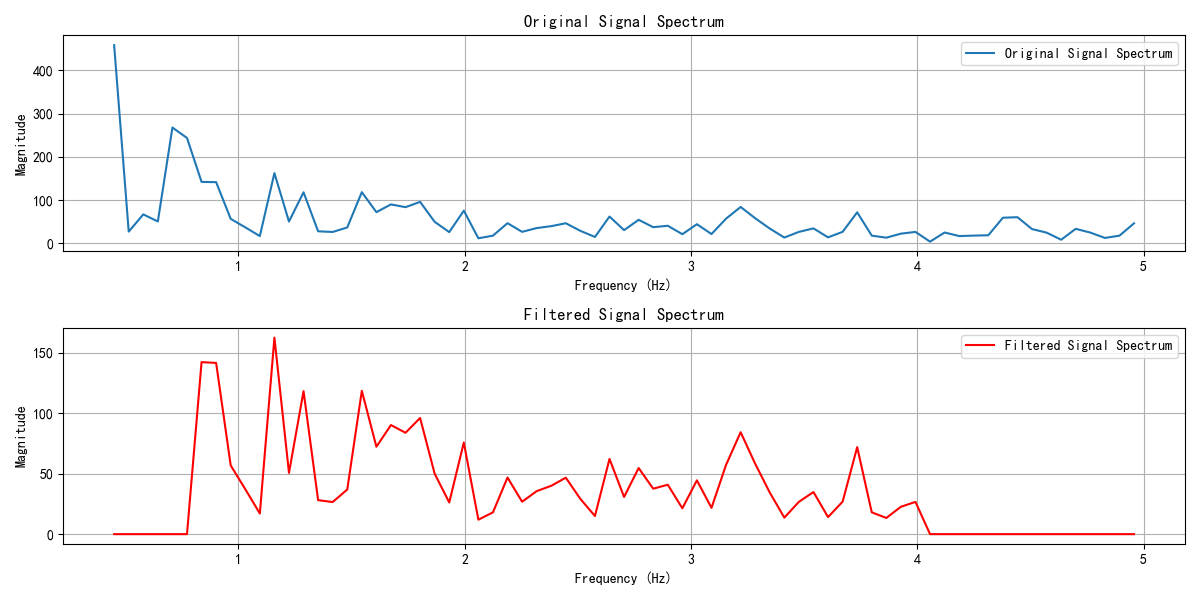 Original Signal Spectrum
Original Signal Spectrum
Magnitude
400
300
200
100
0
1
2
3
4
5
Frequency (Hz)
Filtered Signal Spectrum
Filtered Signal Spectrum
Magnitude
150
100
50
0
1
2
3
4
5
Frequency (Hz)